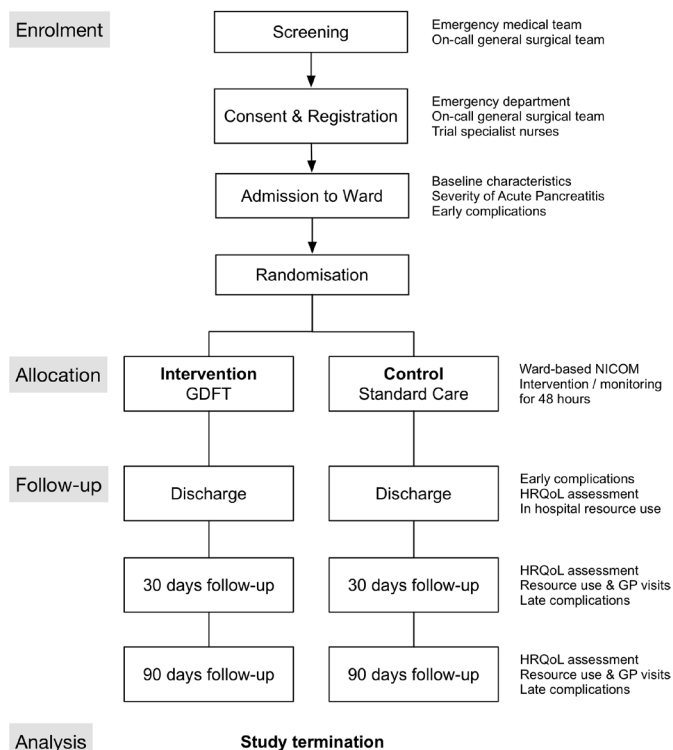 Enrolment
Screening
Emergency medical team
On-call general surgical team
Consent & Registration
Emergency department
On-call general surgical team
Trial specialist nurses
Admission to Ward
Baseline characteristics
Severity of Acute Pancreatitis
Early complications
Randomisation
Allocation
Intervention
GDFT
Control
Standard Care
Ward-based NICOM
Intervention / monitoring
for 48 hours
Follow-up
Discharge
Discharge
Early complications
HRQoL assessment
In hospital resource use
30 days follow-up
30 days follow-up
HRQoL assessment
Resource use & GP visits
Late complications
90 days follow-up
90 days follow-up
HRQoL assessment
Resource use & GP visits
Late complications
Analysis
Study termination